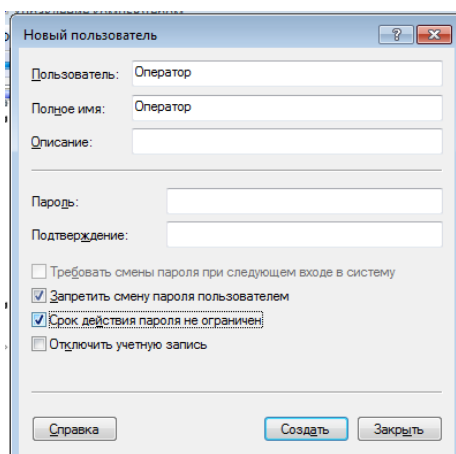 Новый пользователь
Пользователь: Оператор
Полное имя: Оператор
Описание:
Пароль:
Подтверждение:
Требовать смены пароля при следующем входе в систему
Запретить смену пароля пользователем
Срок действия пароля не ограничен
Отключить учетную запись
Справка Создать Закрыть